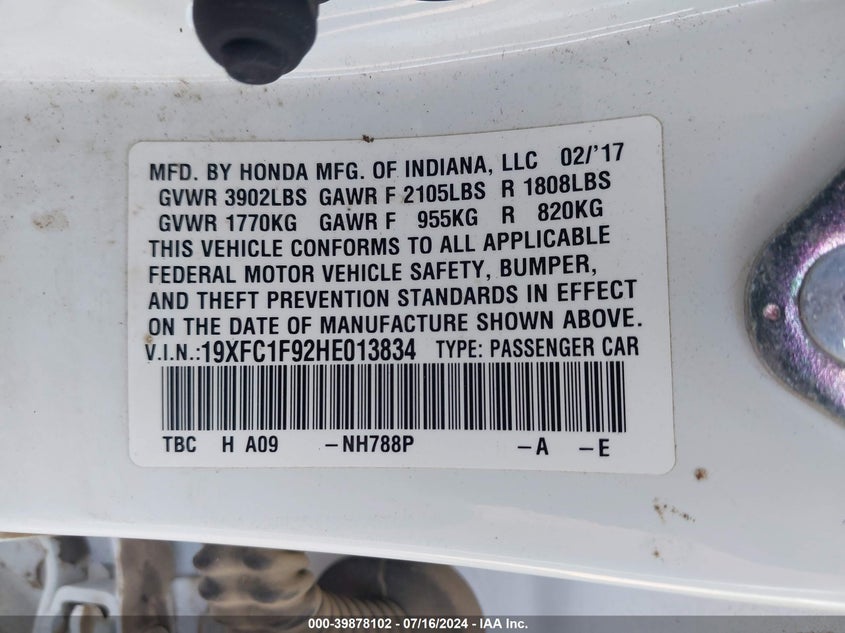 MFD. BY HONDA MFG. OF INDIANA, LLC 02/'17
GVWR 3902LBS GAWR F 2105LBS R 1808LBS
GVWR 1770KG GAWR F 955KG R 820KG
THIS VEHICLE CONFORMS TO ALL APPLICABLE
FEDERAL MOTOR VEHICLE SAFETY, BUMPER,
AND THEFT PREVENTION STANDARDS IN EFFECT
ON THE DATE OF MANUFACTURE SHOWN ABOVE.
V.I.N.:19XFC1F92HE013834 TYPE: PASSENGER CAR
TBC H A09 –NH788P –A –E
000-39878102 - 07/16/2024 - IAA Inc.